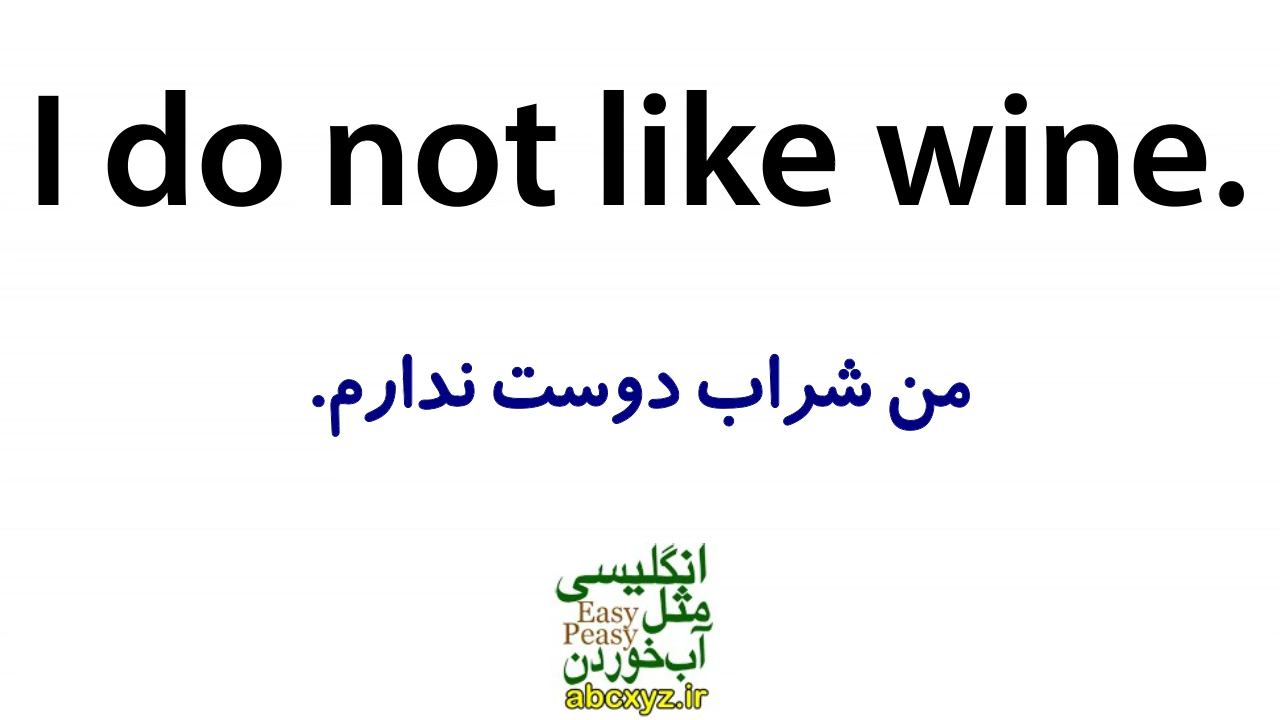 I do not like wine.
من شراب دوست ندارم.
انگلیسی
مثل Easy
Peasy
آب‌خوردن
abcxyz.ir